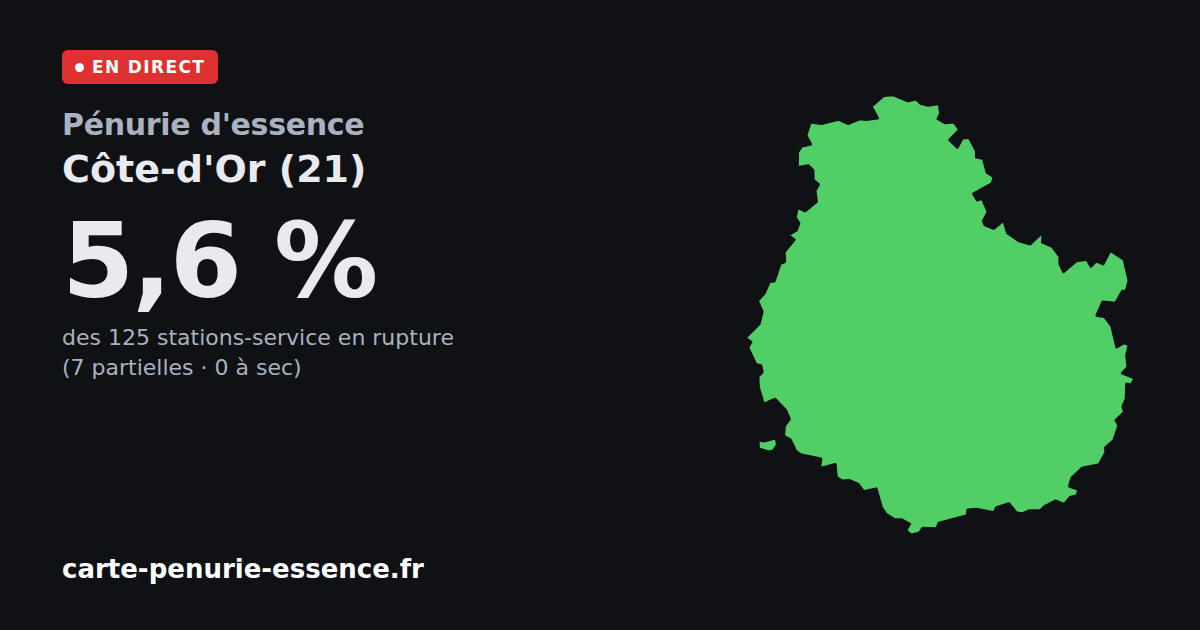 EN DIRECT
Pénurie d'essence
Côte-d'Or (21)
5,6 %
des 125 stations-service en rupture
(7 partielles · 0 à sec)
carte-penurie-essence.fr